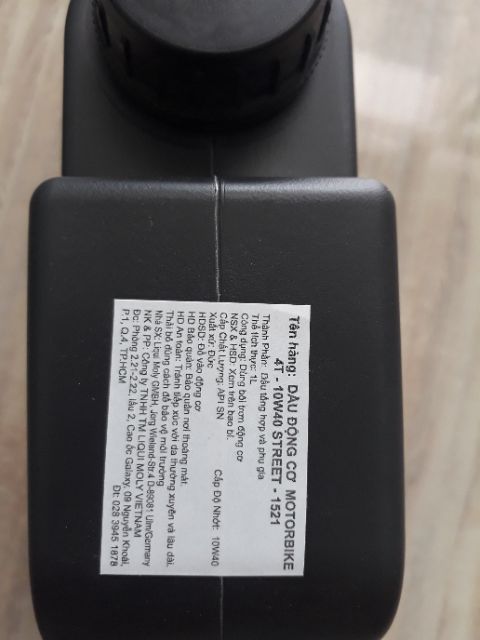 Tên hàng: DẦU ĐỘNG CƠ MOTORBIKE
4T - 10W40 STREET - 1521
Thành Phần: Dầu tổng hợp và phụ gia
Thể tích thực: 1L
Công dụng: Dùng bôi trơn động cơ
NSX & HSD: Xem trên bao bì.
Cấp Chất Lượng: API SN Cấp Độ Nhớt: 10W40
Xuất xứ: Đức.
HDSD: Đổ vào động cơ
HD Bảo quản: Bảo quản nơi thoáng mát
HD An toàn: Tránh tiếp xúc với da thường xuyên và lâu dài.
Thải bỏ đúng cách để bảo vệ môi trường
Nhà SX: Liqui Moly GMBH, Jerg Wieland-Str 4 D-89081 Ulm/Germany
NK & PP: Công ty TNHH TM LIQUI MOLY VIETNAM
Đc: Phòng 2.21-2.22, lầu 2, Cao ốc Galaxy, 09 Nguyễn Khoái,
P.1, Q.4, TP.HCM ĐT: 028 3945 1878